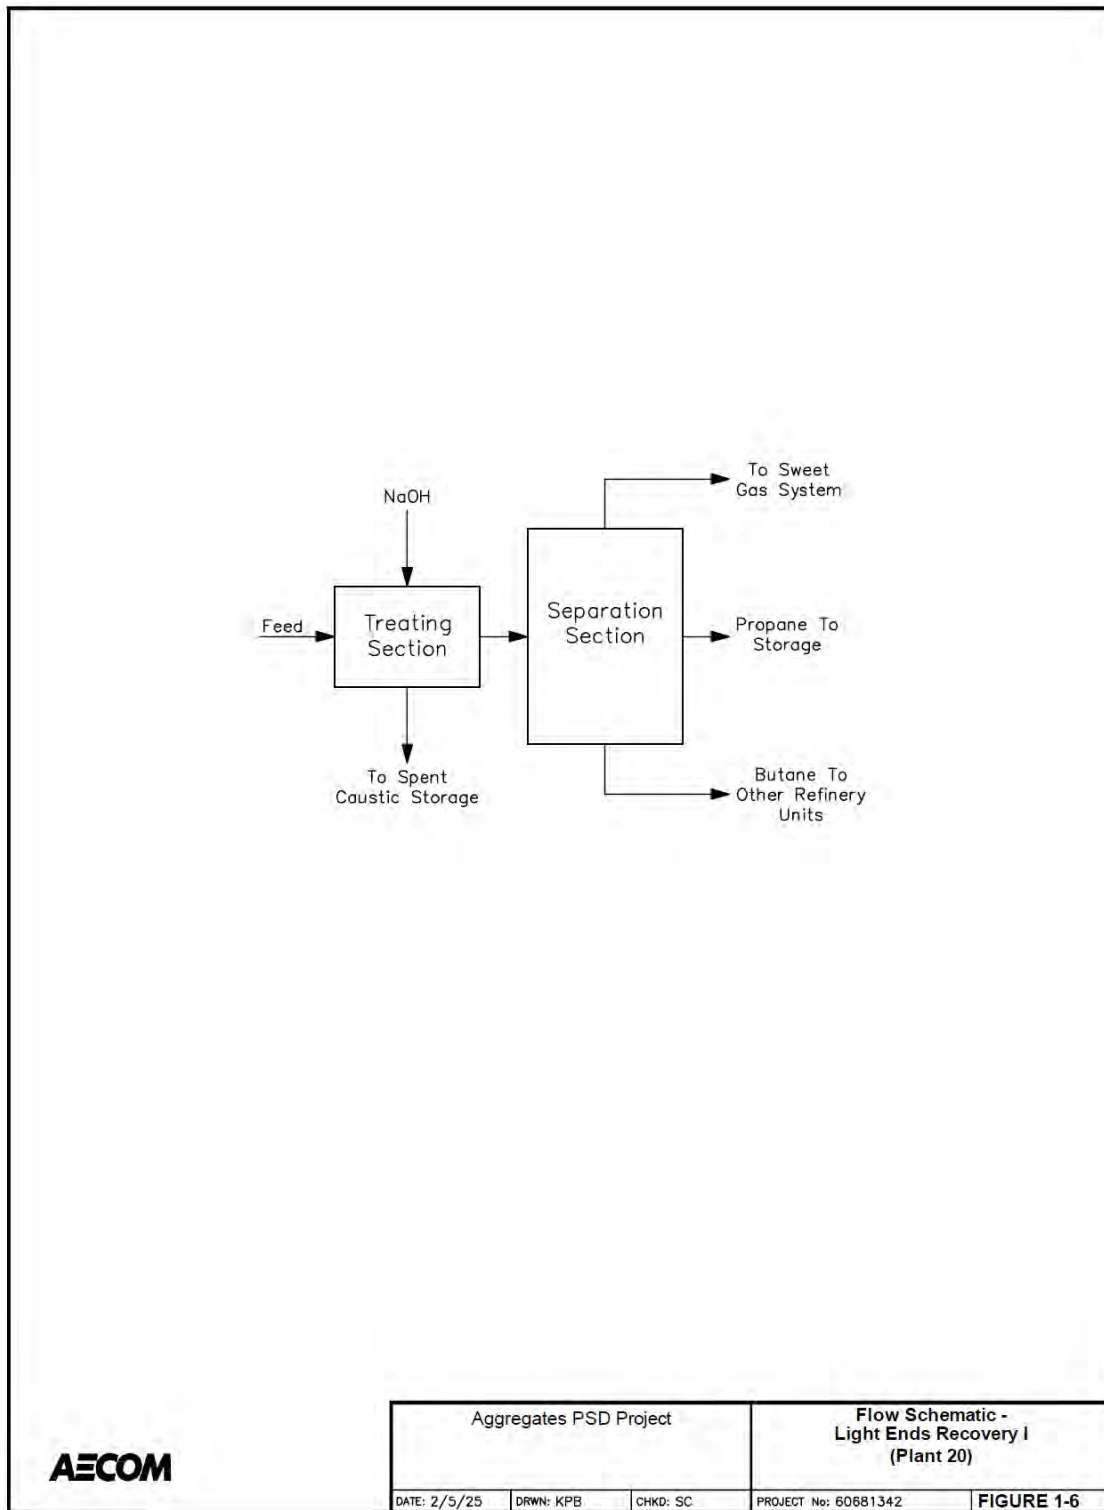 To Sweet
Gas System
NaOH
Feed
Treating
Section
Separation
Section
Propane To
Storage
To Spent
Caustic Storage
Butane To
Other Refinery
Units
AECOM
Aggregates PSD Project
Flow Schematic -
Light Ends Recovery I
(Plant 20)
DATE: 2/5/25
DRWN: KPB
CHKD: SC
PROJECT No: 60681342
FIGURE 1-6